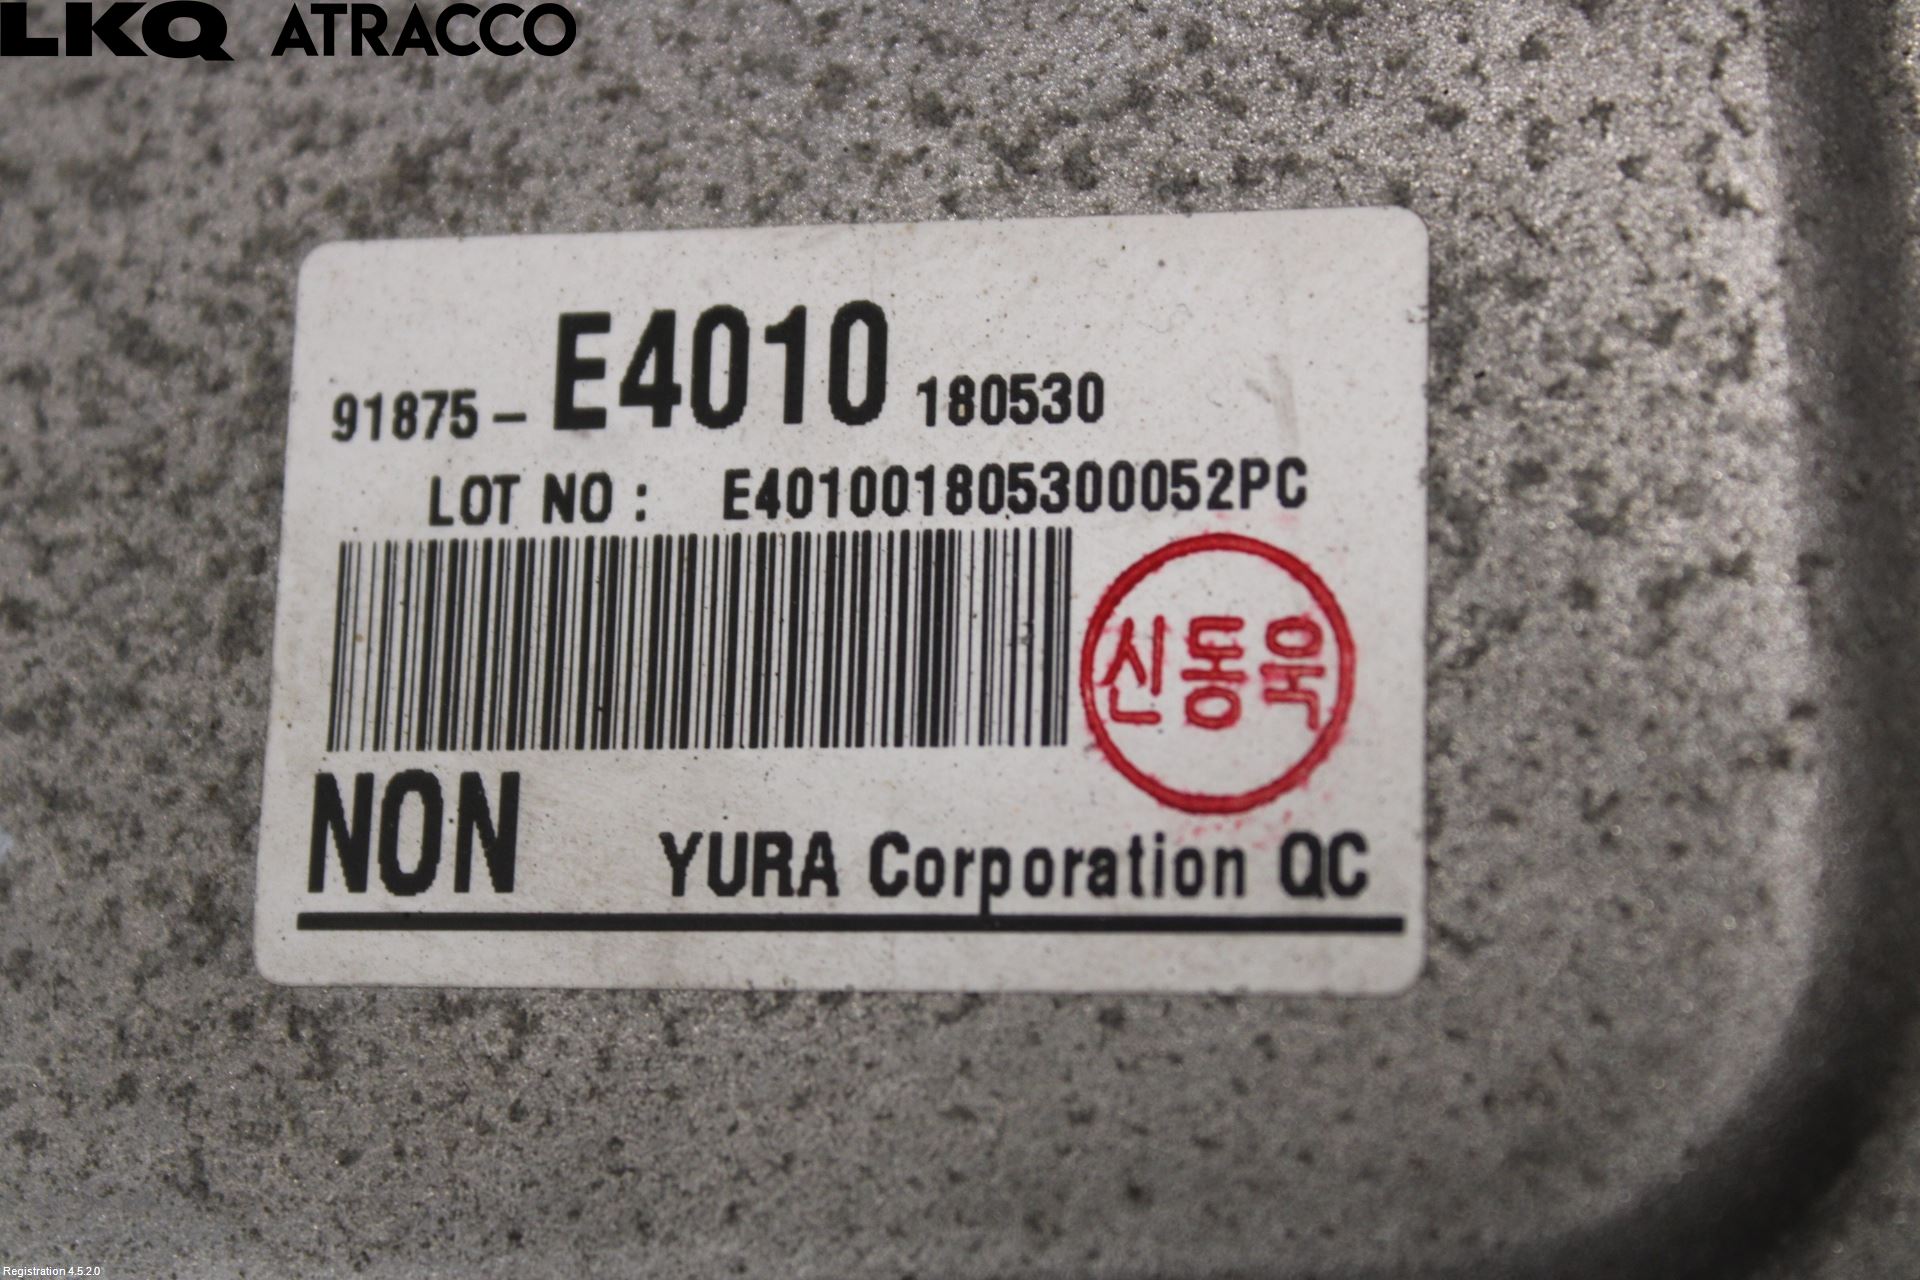 LKQ ATRACCO
91875-E4010 180530
LOT NO : E401001805300052PC
신동욱
NON YURA Corporation QC
Registration 4.5.2.0